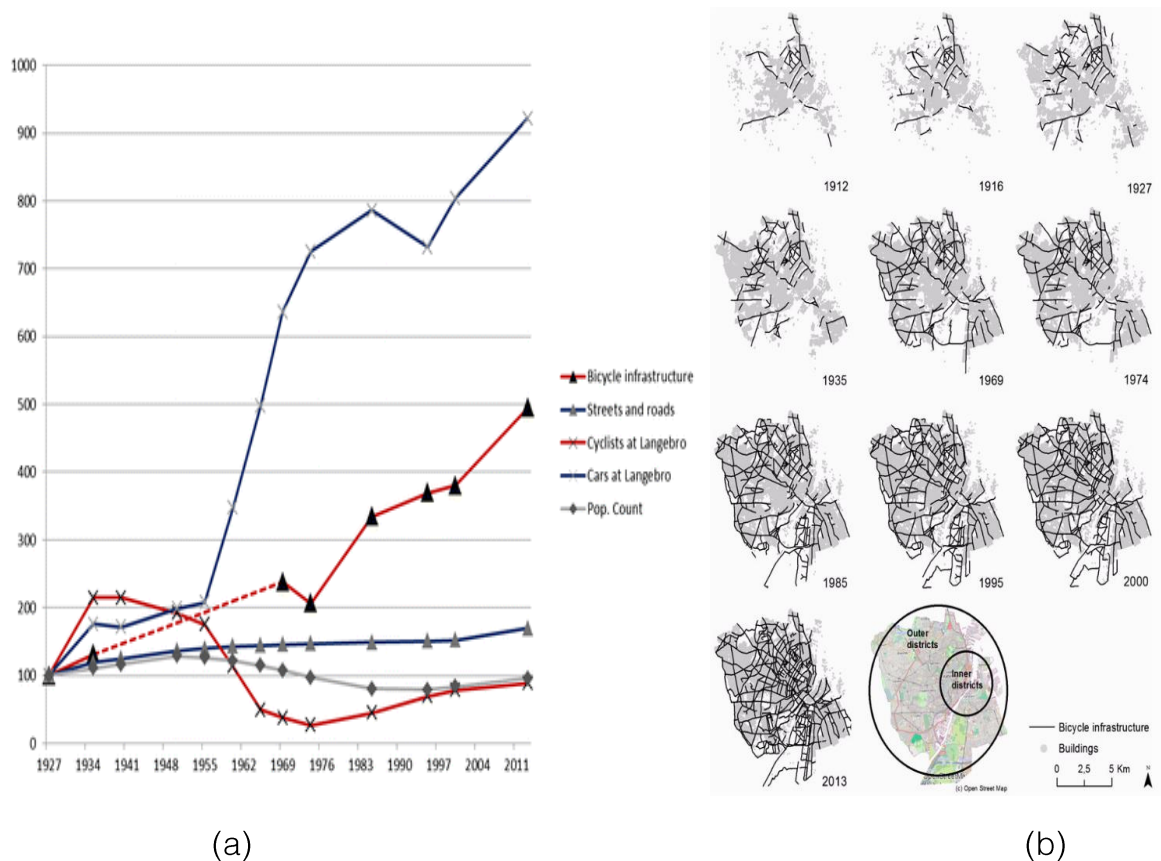 1000
900
800
700
600
500
400
300
200
100
0
1927 1934 1941 1948 1955 1962 1969 1976 1983 1990 1997 2004 2011
Bicycle infrastructure
Streets and roads
Cyclists at Langebro
Cars at Langebro
Pop. Count
(a)
1912 1916 1927
1935 1969 1974
1985 1995 2000
2013
Outer
districts
Inner
districts
(c) Open Street Map
Bicycle infrastructure
Buildings
0 2,5 5 Km
N
(b)